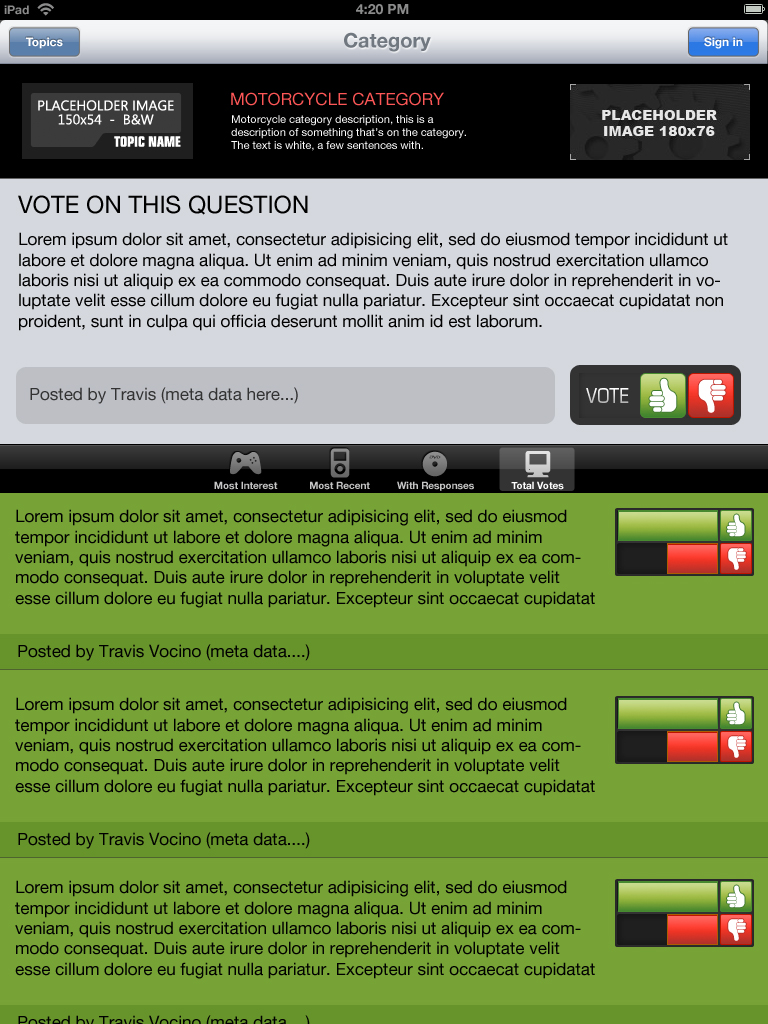 iPad
4:20 PM
Topics
Category
Sign in
PLACEHOLDER IMAGE
150x54 - B&W
TOPIC NAME
MOTORCYCLE CATEGORY
Motorcycle category description, this is a
description of something that's on the category.
The text is white, a few sentences with.
PLACEHOLDER
IMAGE 180x76
VOTE ON THIS QUESTION
Lorem ipsum dolor sit amet, consectetur adipisicing elit, sed do eiusmod tempor incididunt ut
labore et dolore magna aliqua. Ut enim ad minim veniam, quis nostrud exercitation ullamco
laboris nisi ut aliquip ex ea commodo consequat. Duis aute irure dolor in reprehenderit in vo-
luptate velit esse cillum dolore eu fugiat nulla pariatur. Excepteur sint occaecat cupidatat non
proident, sunt in culpa qui officia deserunt mollit anim id est laborum.
Posted by Travis (meta data here...)
VOTE
Most Interest
Most Recent
With Responses
Total Votes
Lorem ipsum dolor sit amet, consectetur adipisicing elit, sed do eiusmod
tempor incididunt ut labore et dolore magna aliqua. Ut enim ad minim
veniam, quis nostrud exercitation ullamco laboris nisi ut aliquip ex ea com-
modo consequat. Duis aute irure dolor in reprehenderit in voluptate velit
esse cillum dolore eu fugiat nulla pariatur. Excepteur sint occaecat cupidatat
Posted by Travis Vocino (meta data....)
Lorem ipsum dolor sit amet, consectetur adipisicing elit, sed do eiusmod
tempor incididunt ut labore et dolore magna aliqua. Ut enim ad minim
veniam, quis nostrud exercitation ullamco laboris nisi ut aliquip ex ea com-
modo consequat. Duis aute irure dolor in reprehenderit in voluptate velit
esse cillum dolore eu fugiat nulla pariatur. Excepteur sint occaecat cupidatat
Posted by Travis Vocino (meta data....)
Lorem ipsum dolor sit amet, consectetur adipisicing elit, sed do eiusmod
tempor incididunt ut labore et dolore magna aliqua. Ut enim ad minim
veniam, quis nostrud exercitation ullamco laboris nisi ut aliquip ex ea com-
modo consequat. Duis aute irure dolor in reprehenderit in voluptate velit
esse cillum dolore eu fugiat nulla pariatur. Excepteur sint occaecat cupidatat
Posted by Travis Vocino (meta data....)